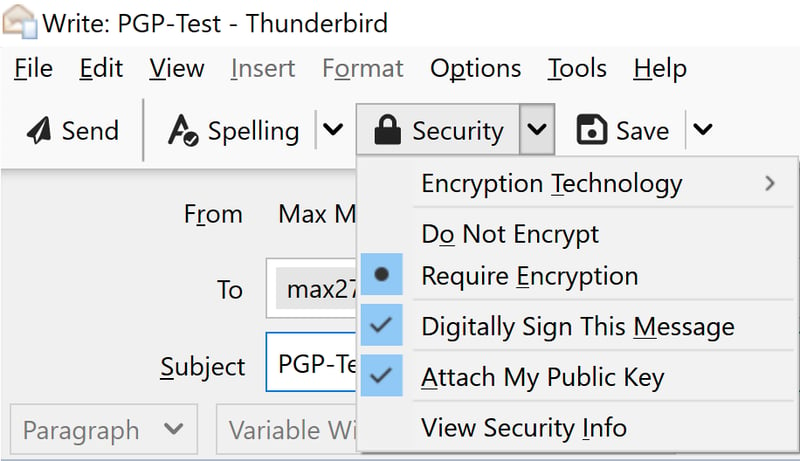 Write: PGP-Test - Thunderbird
File Edit View Insert Format Options Tools Help
Send Spelling Security Save
Encryption Technology
From Max M
Do Not Encrypt
Require Encryption
To max27
Digitally Sign This Message
Subject PGP-Te
Attach My Public Key
Paragraph Variable Wi
View Security Info